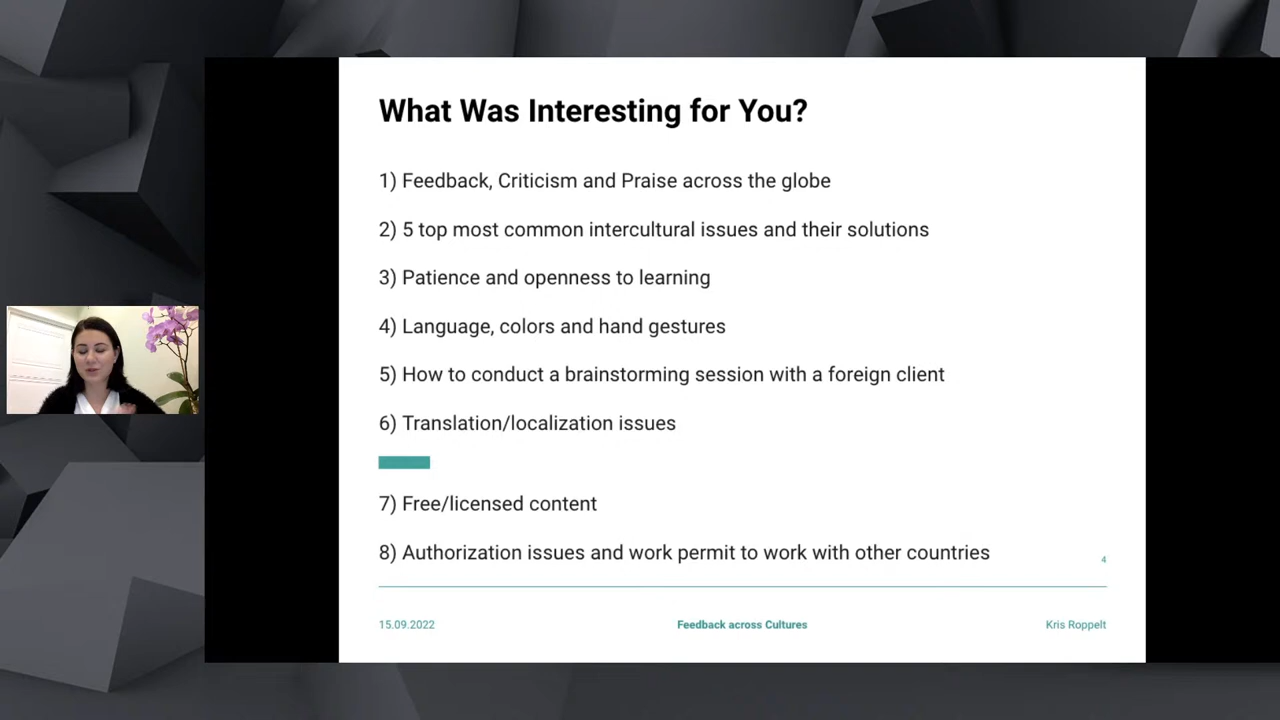 What Was Interesting for You?
1) Feedback, Criticism and Praise across the globe
2) 5 top most common intercultural issues and their solutions
3) Patience and openness to learning
4) Language, colors and hand gestures
5) How to conduct a brainstorming session with a foreign client
6) Translation/localization issues
7) Free/licensed content
8) Authorization issues and work permit to work with other countries
4
15.09.2022
Feedback across Cultures
Kris Roppelt